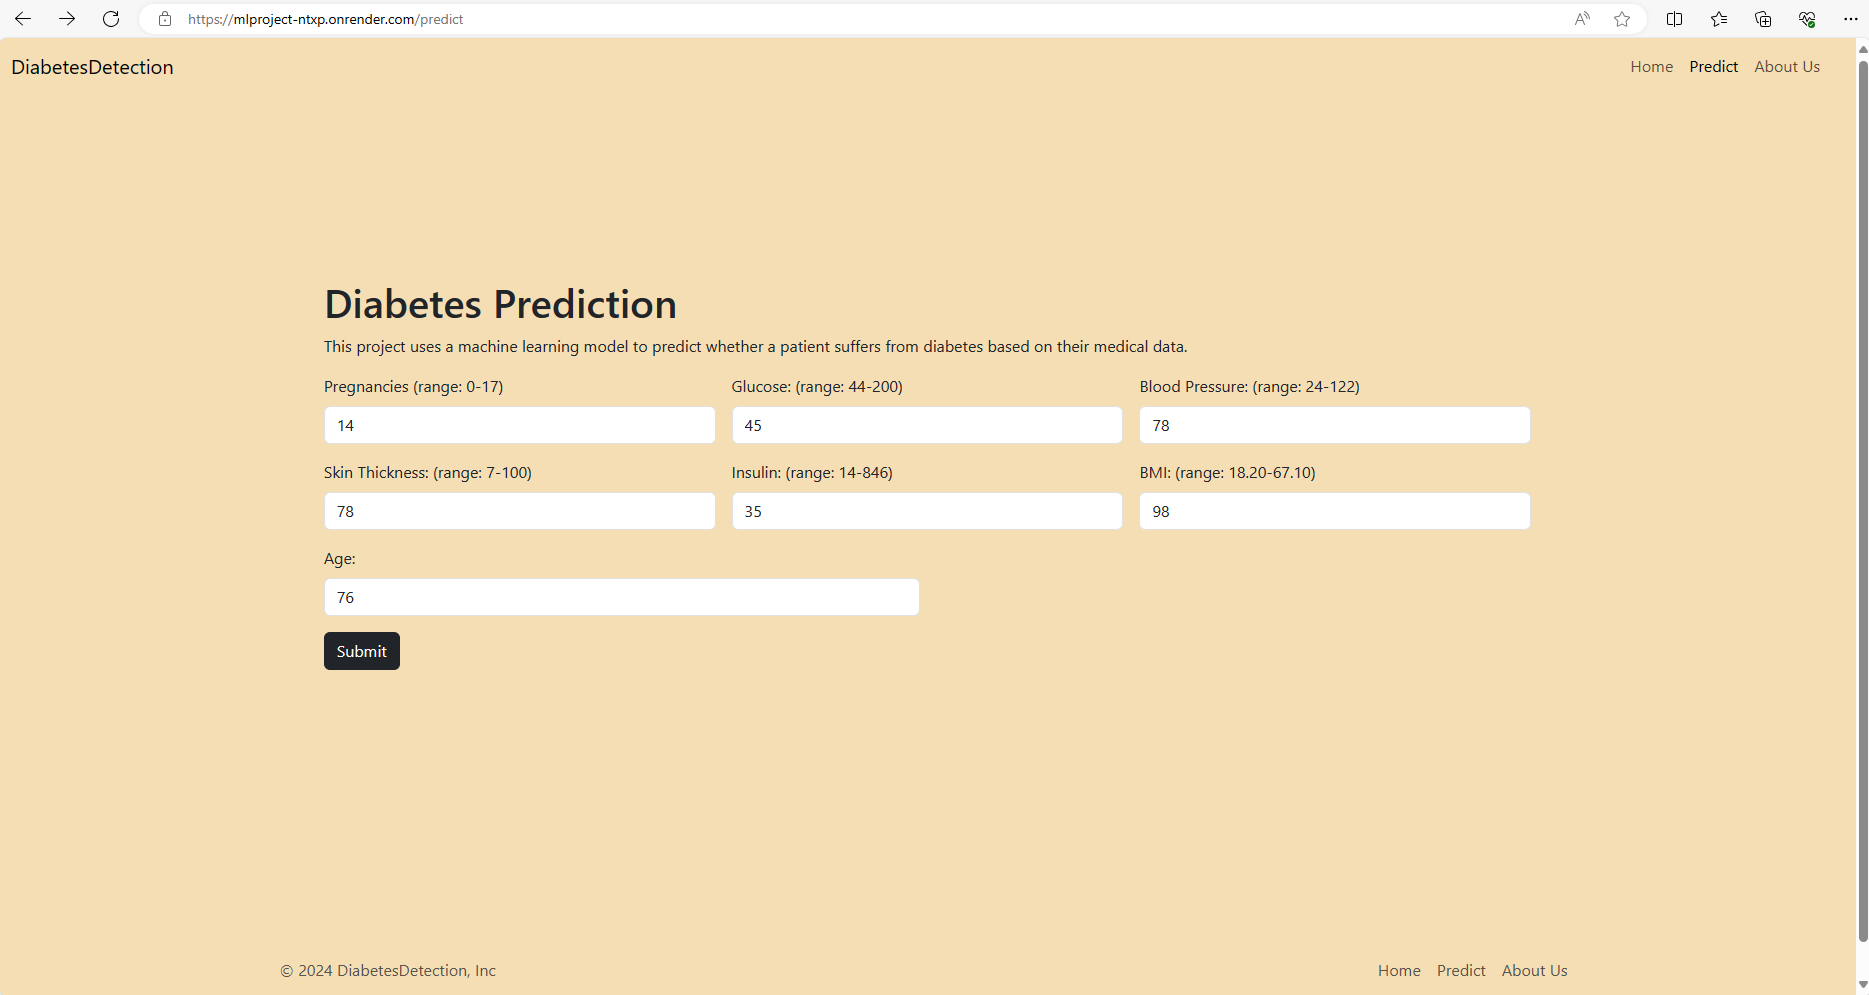 https://mlproject-ntxp.onrender.com/predict
DiabetesDetection
Home Predict About Us
Diabetes Prediction
This project uses a machine learning model to predict whether a patient suffers from diabetes based on their medical data.
Pregnancies (range: 0-17) Glucose: (range: 44-200) Blood Pressure: (range: 24-122)
14 45 78
Skin Thickness: (range: 7-100) Insulin: (range: 14-846) BMI: (range: 18.20-67.10)
78 35 98
Age:
76
Submit
© 2024 DiabetesDetection, Inc Home Predict About Us